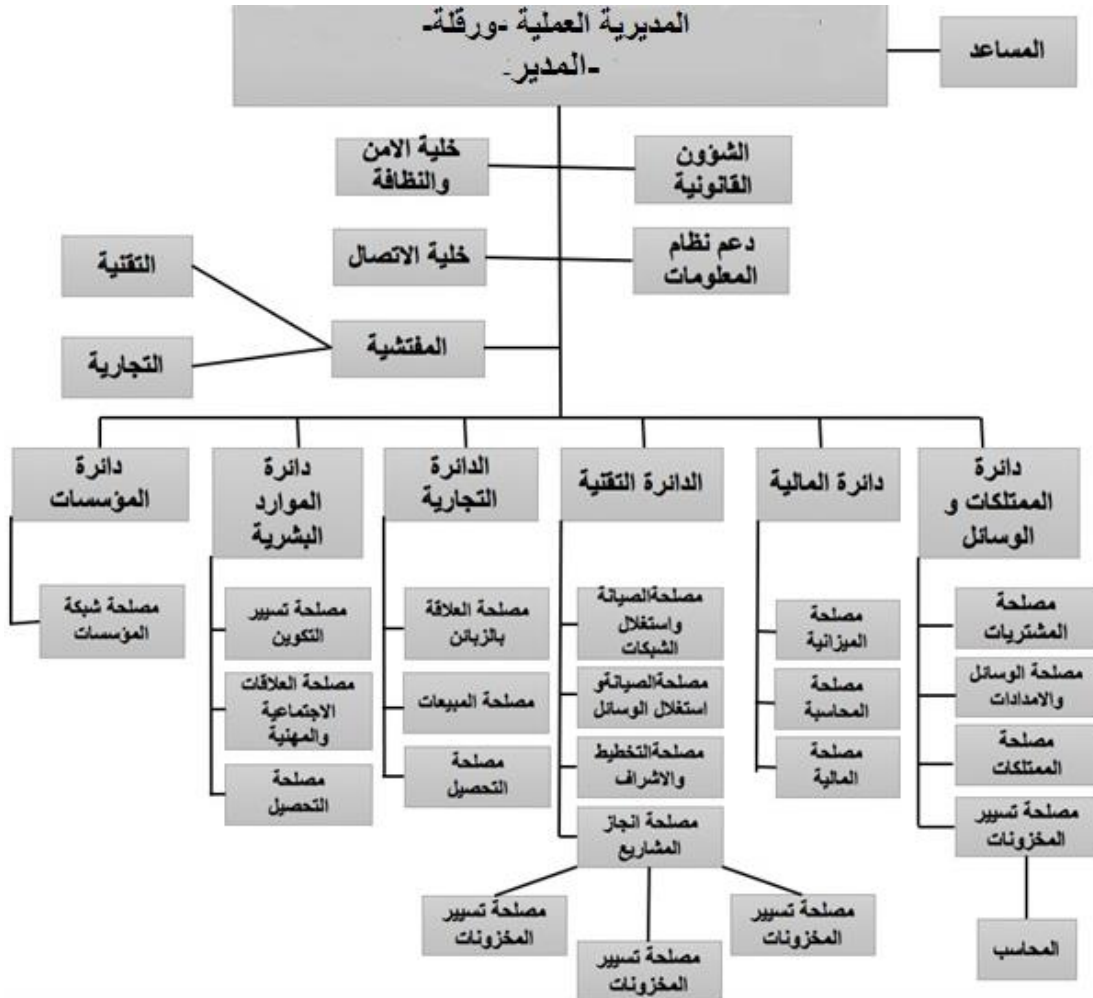 المديرية العملية -ورقلة-
-المدير-
المساعد
الشؤون
القانونية
خلية الامن
والنظافة
دعم نظام
المعلومات
خلية الاتصال
المفتشية
التقنية
التجارية
دائرة
الممتلكات و
الوسائل
دائرة المالية
الدائرة التقنية
الدائرة
التجارية
دائرة
الموارد
البشرية
دائرة
المؤسسات
مصلحة
المشتريات
مصلحة الوسائل
والامدادات
مصلحة
الممتلكات
مصلحة تسيير
المخزونات
المحاسب
مصلحة
الميزانية
مصلحة
المحاسبة
مصلحة
المالية
مصلحةالصيانة
واستغلال
الشبكات
مصلحةالصيانةو
استغلال الوسائل
مصلحةالتخطيط
والاشراف
مصلحة انجاز
المشاريع
مصلحة تسيير
المخزونات
مصلحة تسيير
المخزونات
مصلحة تسيير
المخزونات
مصلحة العلاقة
بالزبائن
مصلحة المبيعات
مصلحة
التحصيل
مصلحة تسيير
التكوين
مصلحة العلاقات
الاجتماعية
والمهنية
مصلحة
التحصيل
مصلحة شبكة
المؤسسات